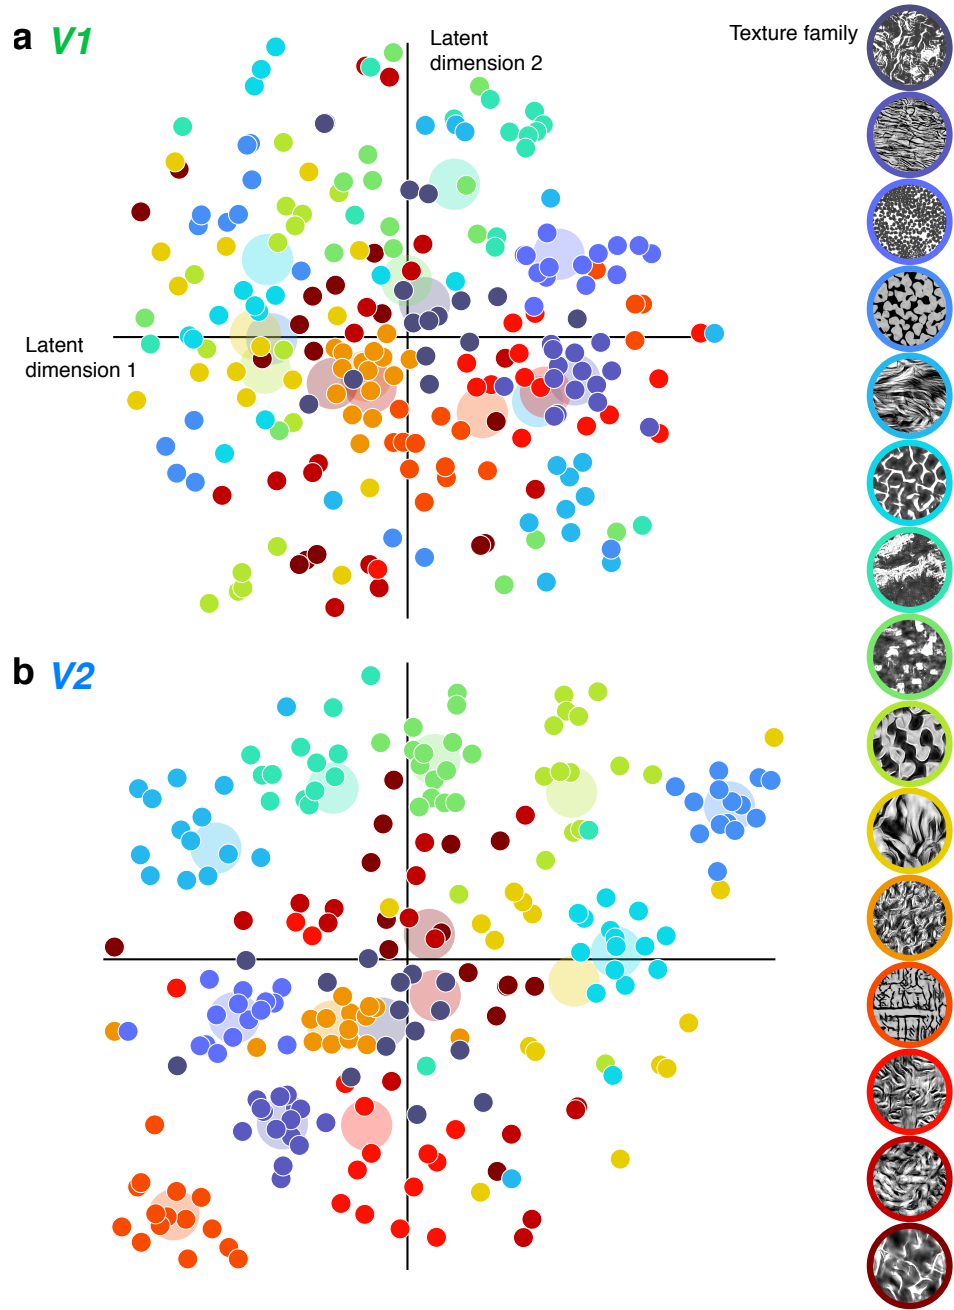 a V1
Latent
dimension 2
Texture family
Latent
dimension 1
b V2